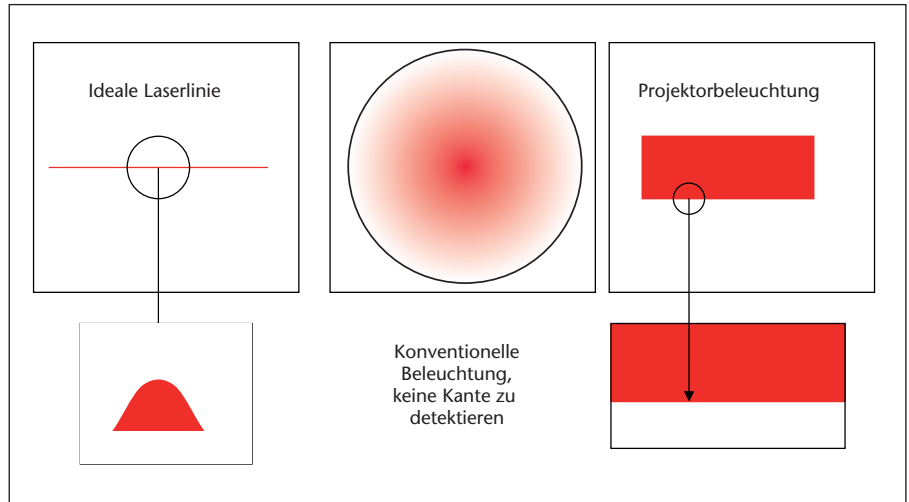 Ideale Laserlinie
Projektorbeleuchtung
Konventionelle
Beleuchtung,
keine Kante zu
detektieren